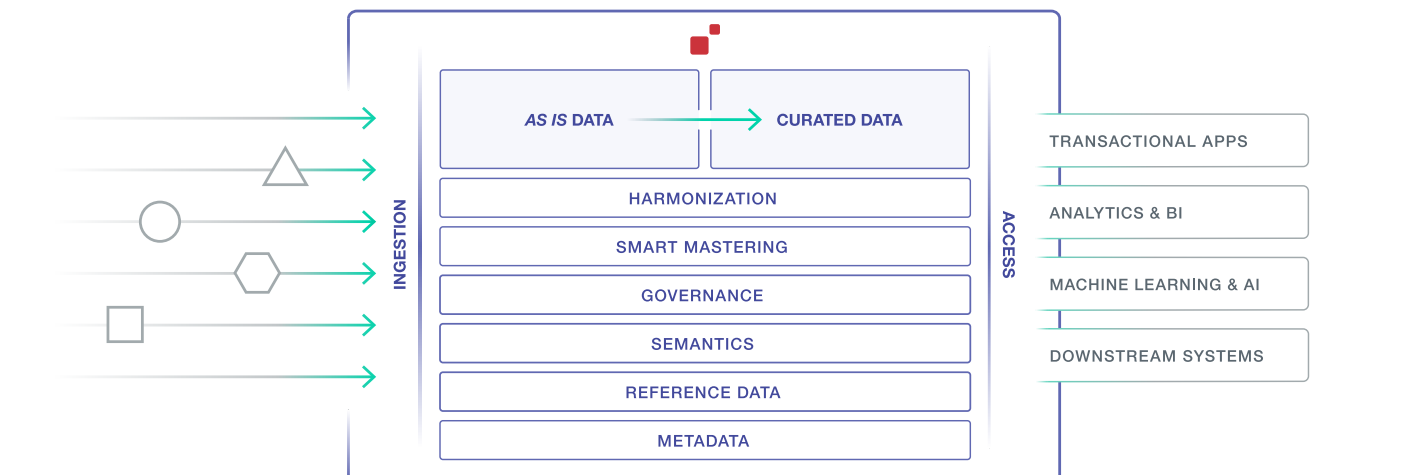 AS IS DATA
CURATED DATA
INGESTION
HARMONIZATION
SMART MASTERING
GOVERNANCE
SEMANTICS
REFERENCE DATA
METADATA
ACCESS
TRANSACTIONAL APPS
ANALYTICS & BI
MACHINE LEARNING & AI
DOWNSTREAM SYSTEMS